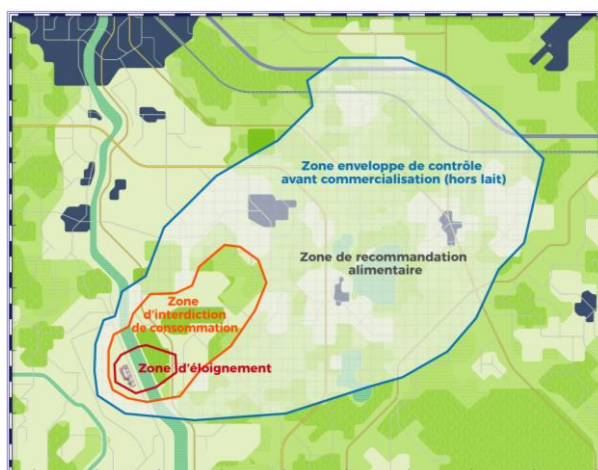 Zone enveloppe de contrôle
avant commercialisation (hors lait)
Zone de recommandation
alimentaire
Zone
d'interdiction
de consommation
Zone d'éloignement